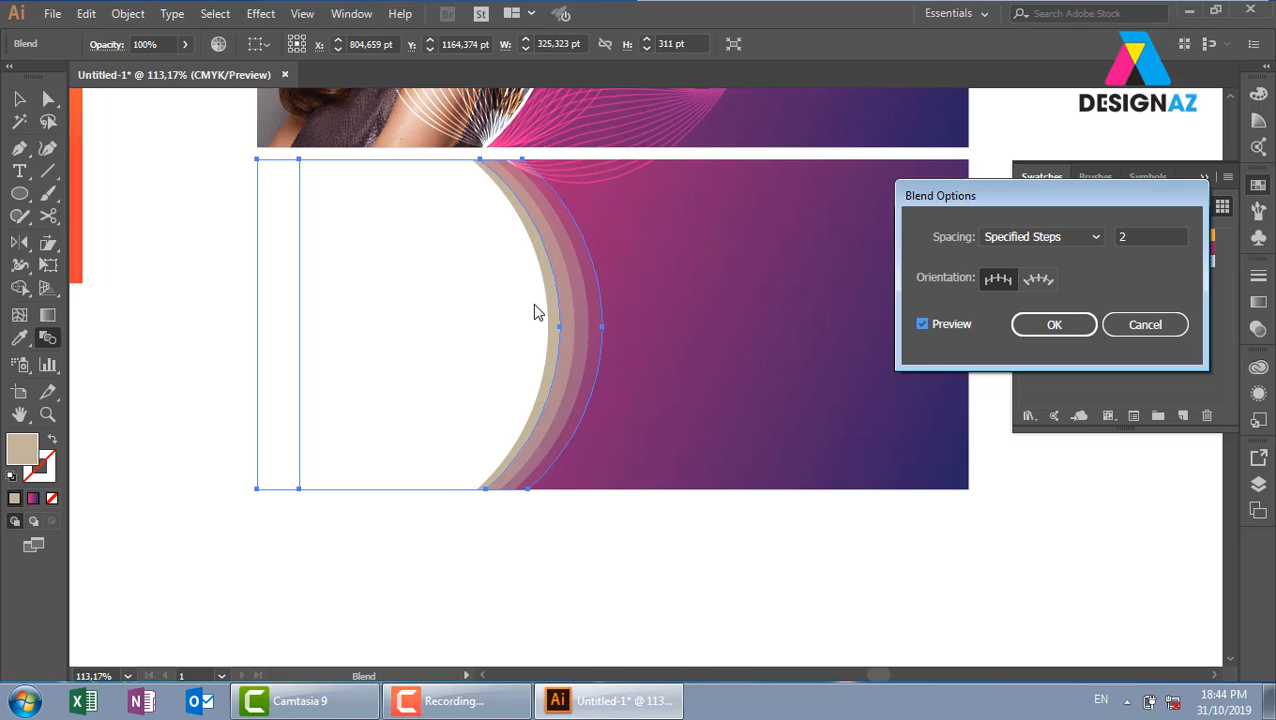 Ai File Edit Object Type Select Effect View Window Help Br St Essentials Search Adobe Stock
Blend Opacity: 100% X: 804,659 pt Y: 1164,374 pt W: 325,323 pt H: 311 pt
Untitled-1* @ 113,17% (CMYK/Preview)
DESIGNAZ
Swatches Brushes Symbols
Blend Options
Spacing: Specified Steps 2
Orientation:
Preview OK Cancel
113,17% 1 Blend
Camtasia 9 Recording... Ai Untitled-1* @ 113... EN 18:44 PM
31/10/2019